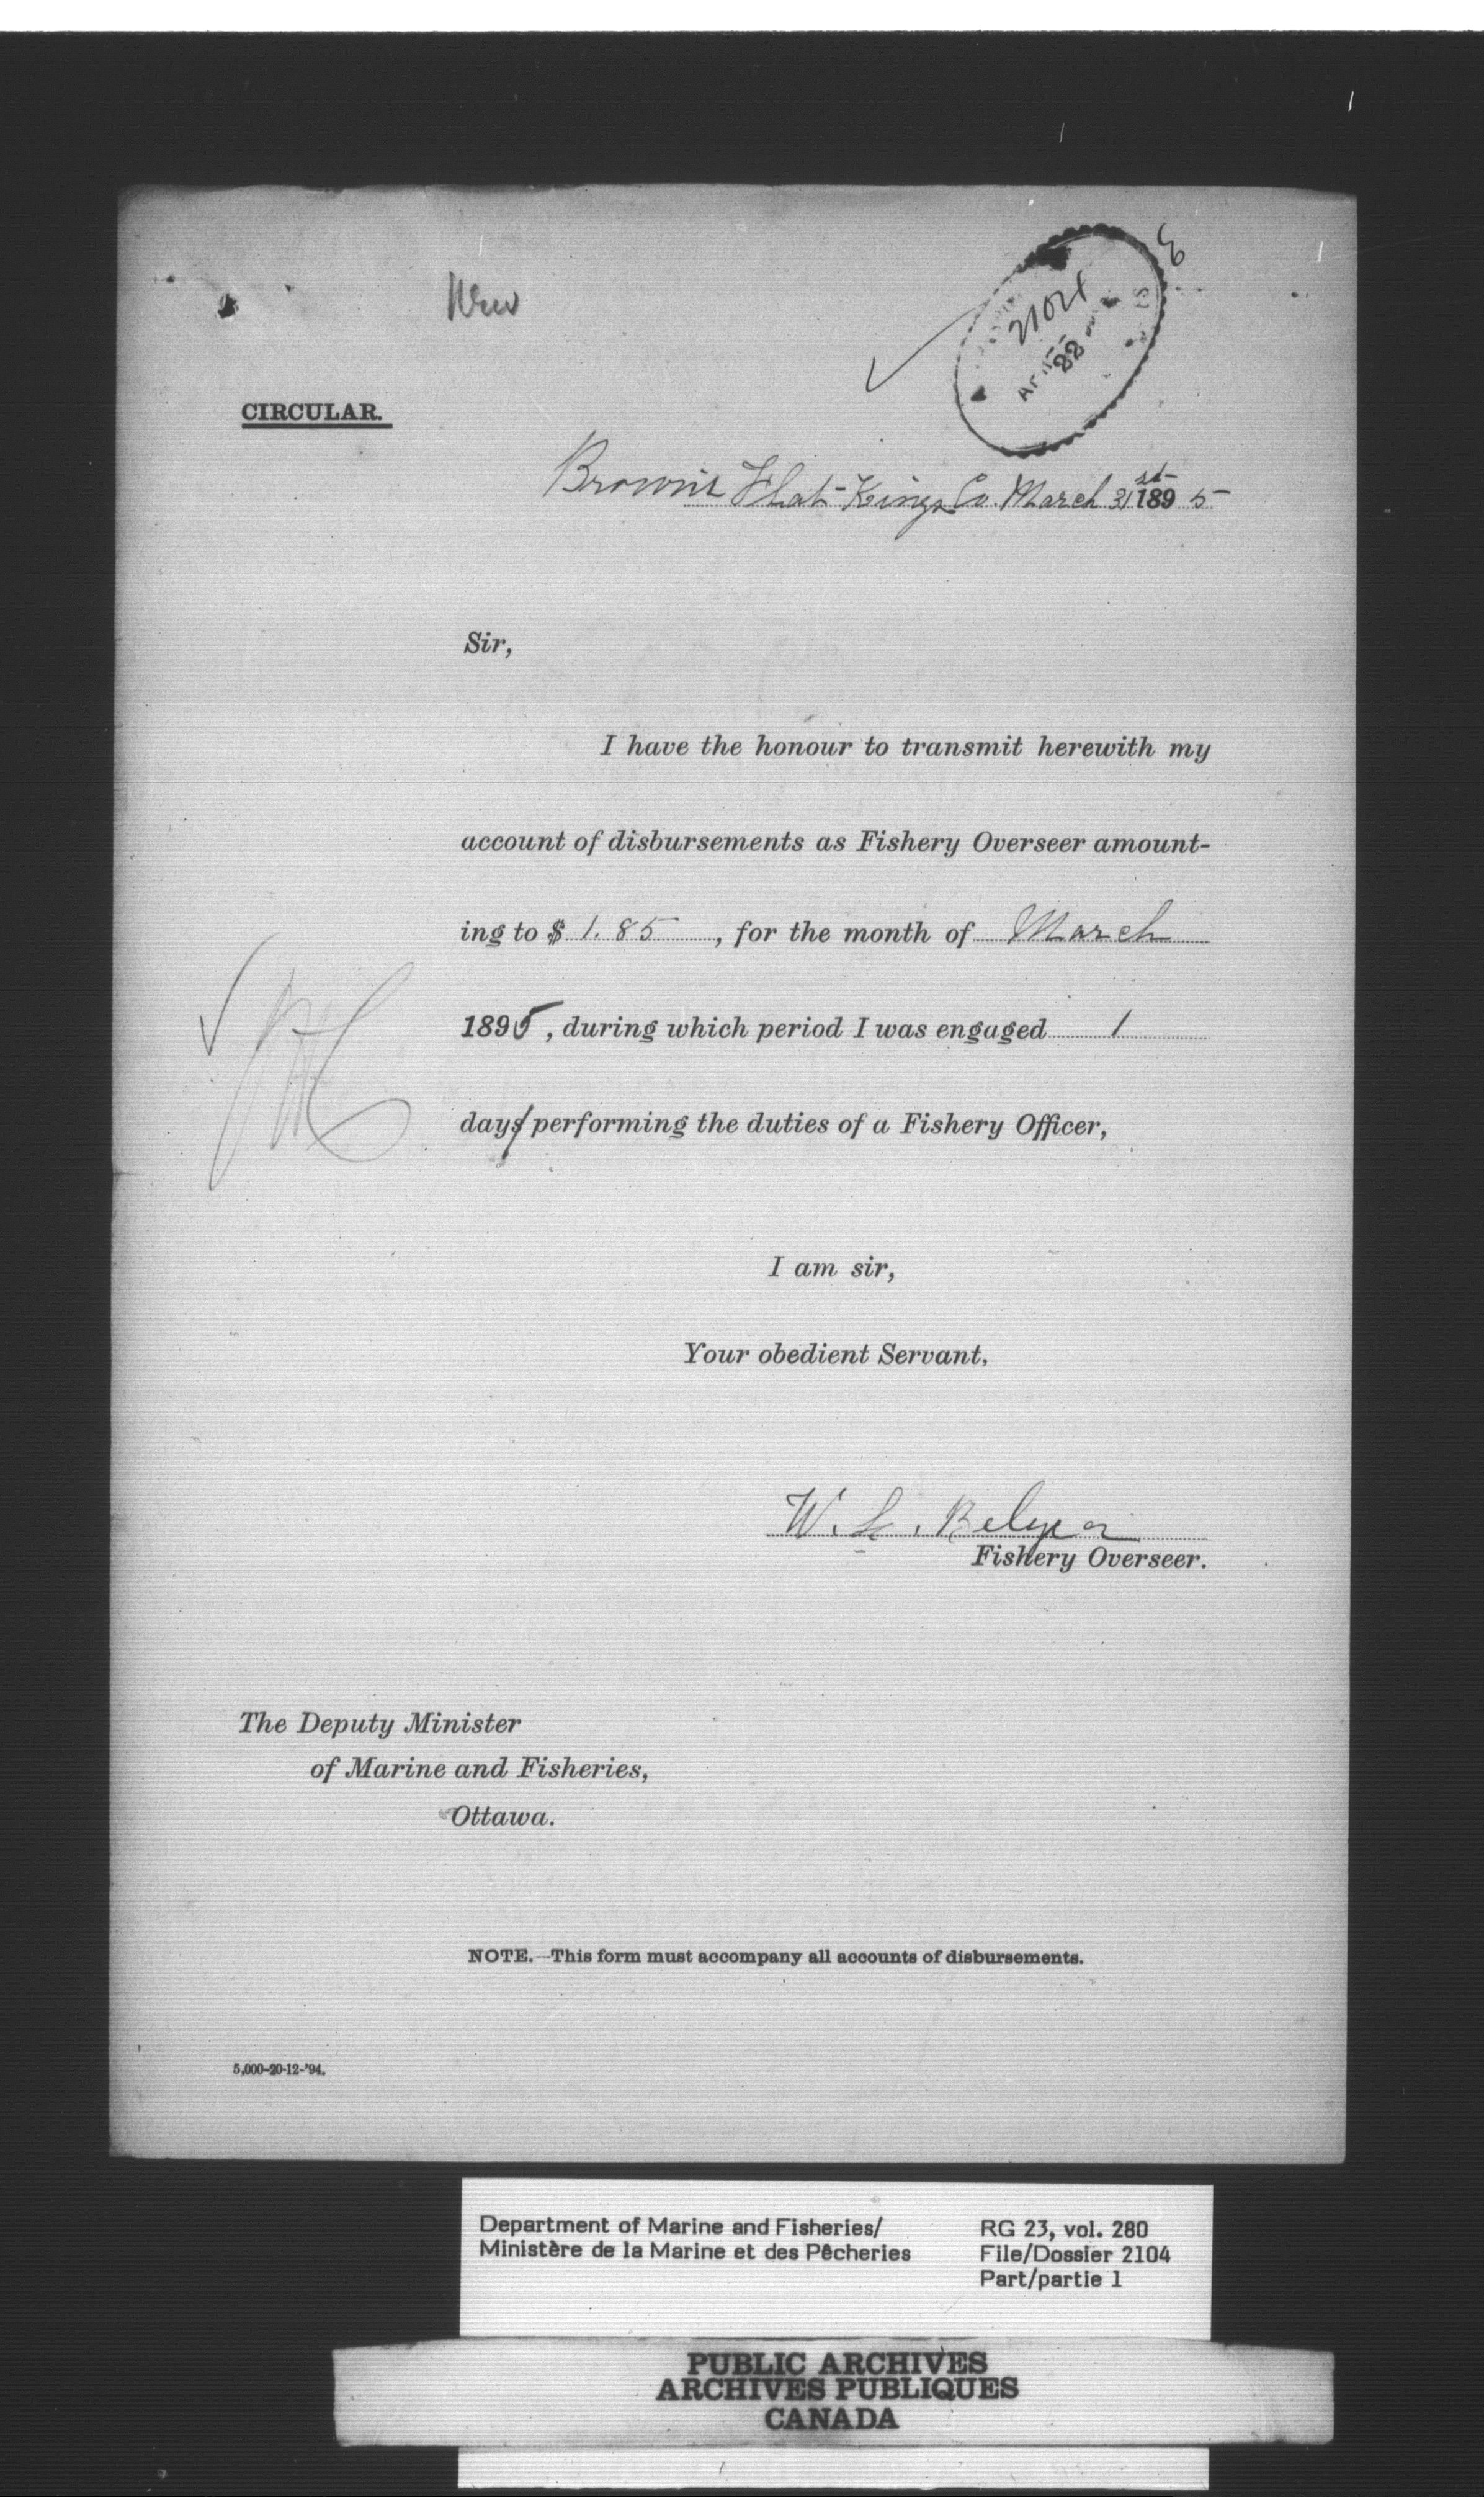 New
21024
22
CIRCULAR.
Brown's Flat Kings Co. March 31st 1895
Sir,
I have the honour to transmit herewith my
account of disbursements as Fishery Overseer amount-
ing to $ 1.85 , for the month of March
1895, during which period I was engaged 1
days performing the duties of a Fishery Officer,
I am sir,
Your obedient Servant,
W. L. Belyea
Fishery Overseer.
The Deputy Minister
of Marine and Fisheries,
Ottawa.
NOTE.—This form must accompany all accounts of disbursements.
5,000-20-12-'94.
Department of Marine and Fisheries/ RG 23, vol. 280
Ministère de la Marine et des Pêcheries File/Dossier 2104
Part/partie 1
PUBLIC ARCHIVES
ARCHIVES PUBLIQUES
CANADA